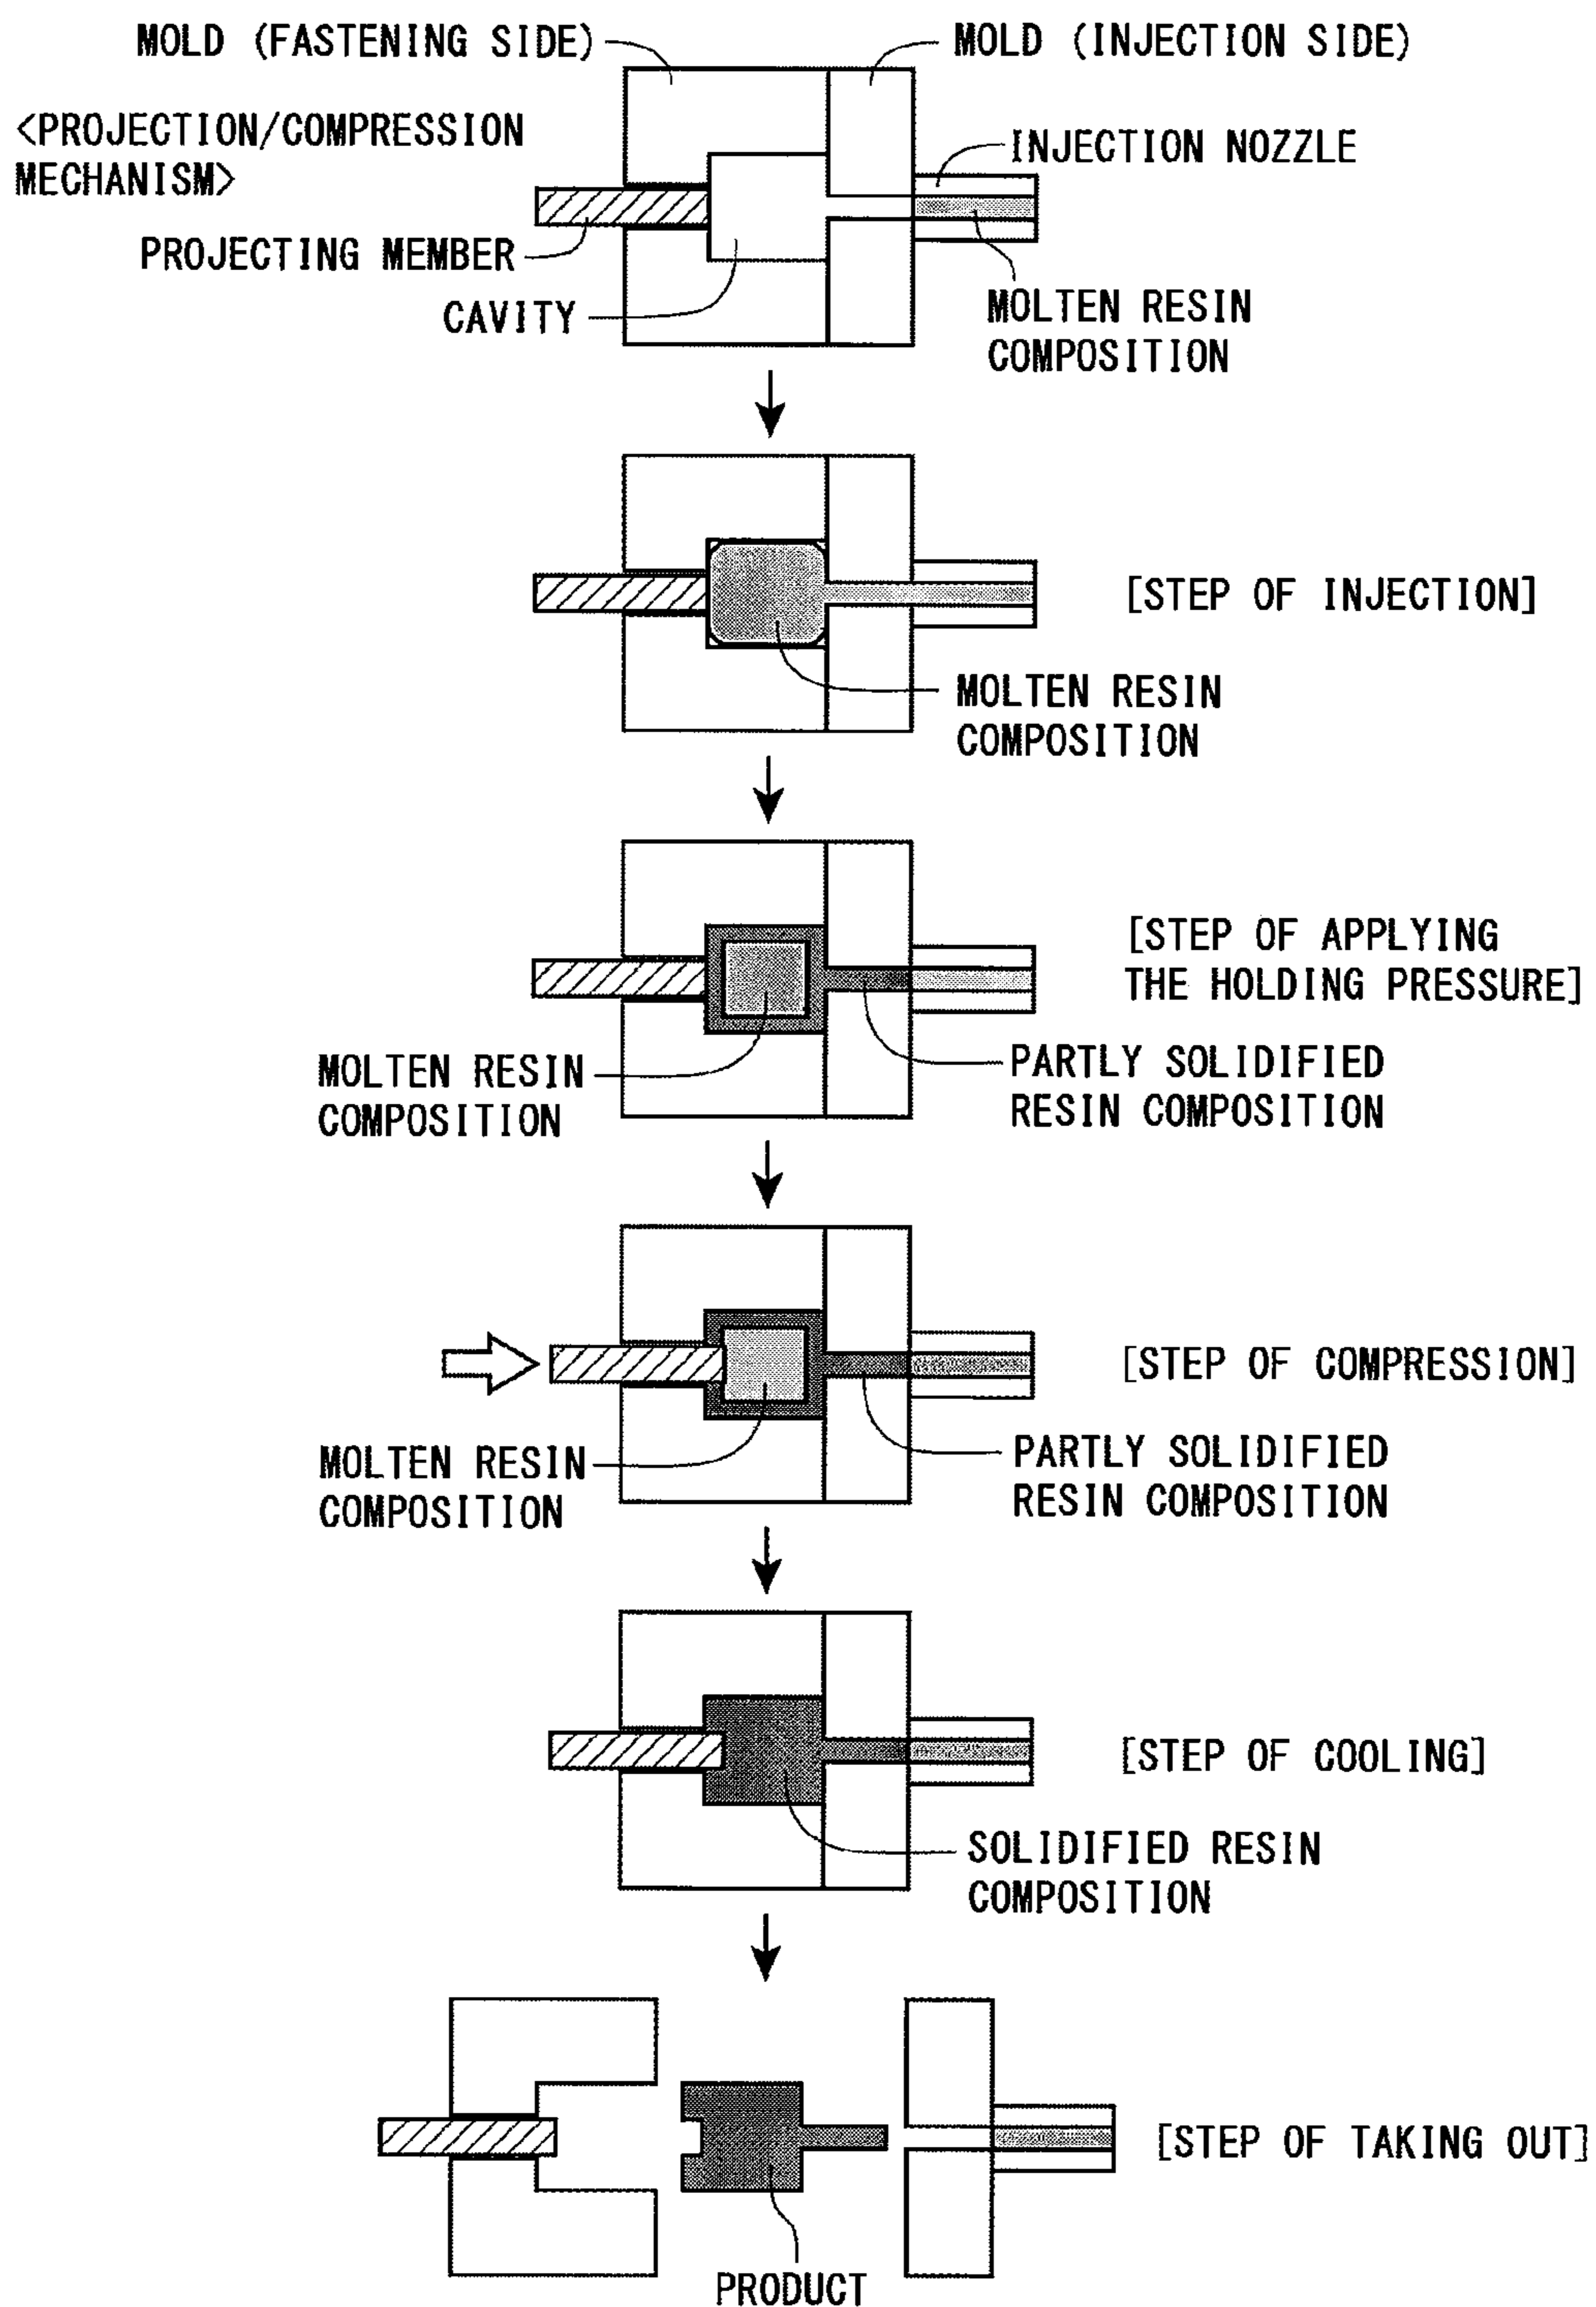 MOLD (FASTENING SIDE)
MOLD (INJECTION SIDE)
<PROJECTION/COMPRESSION
MECHANISM>
INJECTION NOZZLE
PROJECTING MEMBER
CAVITY
MOLTEN RESIN
COMPOSITION
[STEP OF INJECTION]
MOLTEN RESIN
COMPOSITION
[STEP OF APPLYING
THE HOLDING PRESSURE]
MOLTEN RESIN
COMPOSITION
PARTLY SOLIDIFIED
RESIN COMPOSITION
[STEP OF COMPRESSION]
MOLTEN RESIN
COMPOSITION
PARTLY SOLIDIFIED
RESIN COMPOSITION
[STEP OF COOLING]
SOLIDIFIED RESIN
COMPOSITION
[STEP OF TAKING OUT]
PRODUCT